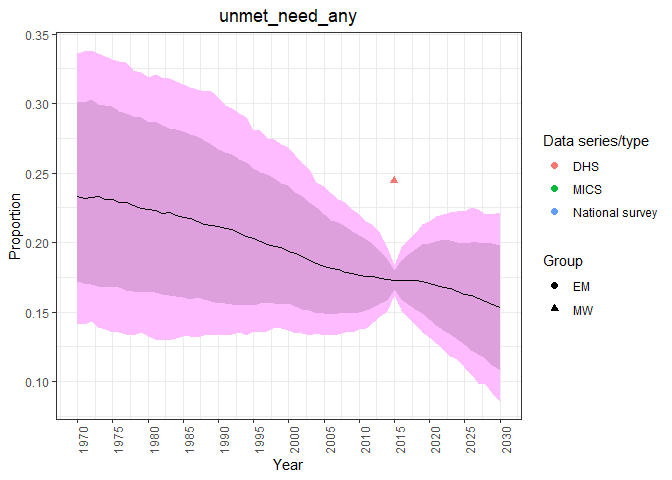 unmet_need_any
Proportion
0.35
0.30
0.25
0.20
0.15
0.10
1970
1975
1980
1985
1990
1995
2000
2005
2010
2015
2020
2025
2030
Year
Data series/type
DHS
MICS
National survey
Group
EM
MW